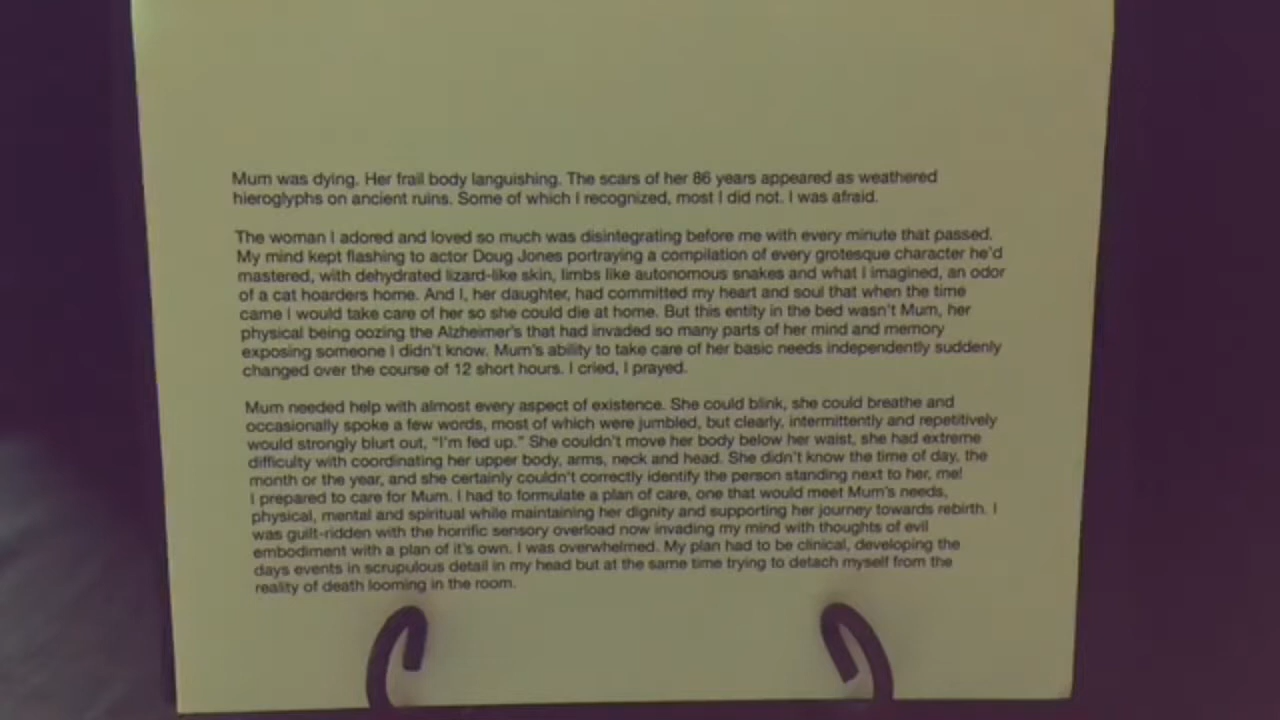 Mum was dying. Her frail body languishing. The scars of her 86 years appeared as weathered
hieroglyphs on ancient ruins. Some of which I recognized, most I did not. I was afraid.
The woman I adored and loved so much was disintegrating before me with every minute that passed.
My mind kept flashing to actor Doug Jones portraying a compilation of every grotesque character he'd
mastered, with dehydrated lizard-like skin, limbs like autonomous snakes and what I imagined, an odor
of a cat hoarders home. And I, her daughter, had committed my heart and soul that when the time
came I would take care of her so she could die at home. But this entity in the bed wasn't Mum, her
physical being oozing the Alzheimer's that had invaded so many parts of her mind and memory
exposing someone I didn't know. Mum's ability to take care of her basic needs independently suddenly
changed over the course of 12 short hours. I cried, I prayed.
Mum needed help with almost every aspect of existence. She could blink, she could breathe and
occasionally spoke a few words, most of which were jumbled, but clearly, intermittently and repetitively
would strongly blurt out, "I'm fed up." She couldn't move her body below her waist, she had extreme
difficulty with coordinating her upper body, arms, neck and head. She didn't know the time of day, the
month or the year, and she certainly couldn't correctly identify the person standing next to her, me!
I prepared to care for Mum. I had to formulate a plan of care, one that would meet Mum's needs,
physical, mental and spiritual while maintaining her dignity and supporting her journey towards rebirth. I
was guilt-ridden with the horrific sensory overload now invading my mind with thoughts of evil
embodiment with a plan of it's own. I was overwhelmed. My plan had to be clinical, developing the
days events in scrupulous detail in my head but at the same time trying to detach myself from the
reality of death looming in the room.